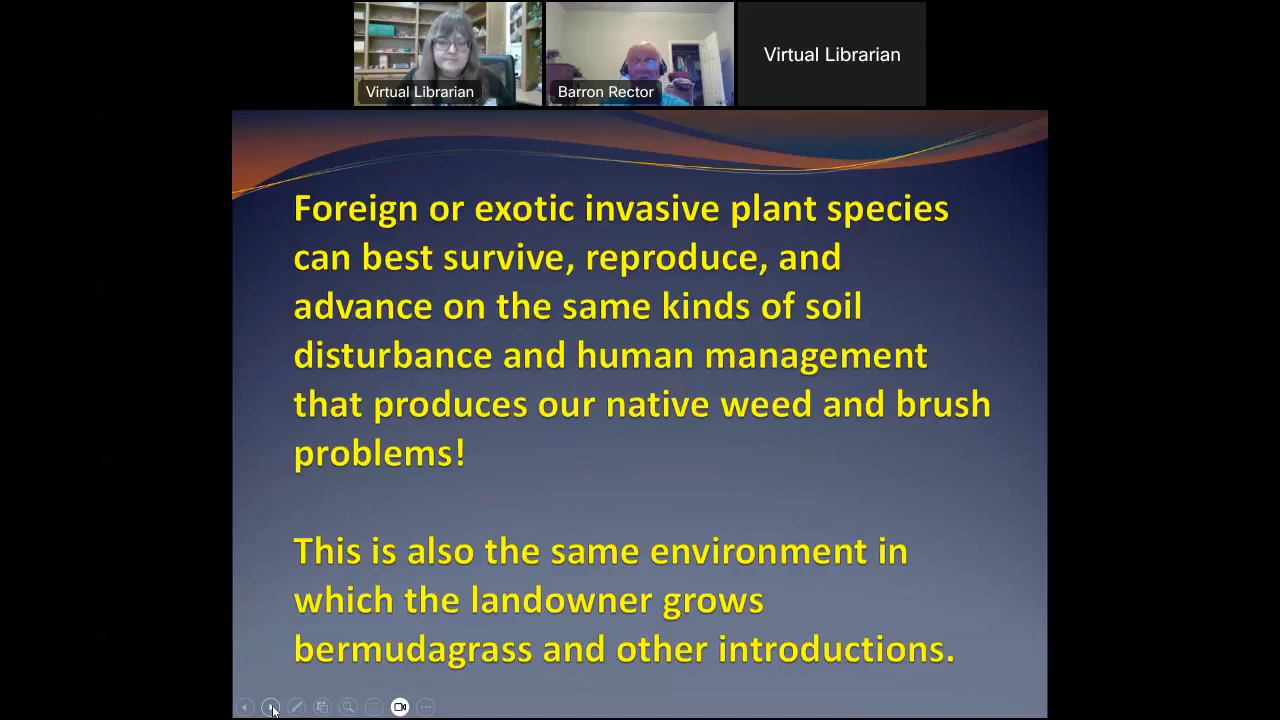 Virtual Librarian
Barron Rector
Virtual Librarian
Foreign or exotic invasive plant species
can best survive, reproduce, and
advance on the same kinds of soil
disturbance and human management
that produces our native weed and brush
problems!
This is also the same environment in
which the landowner grows
bermudagrass and other introductions.